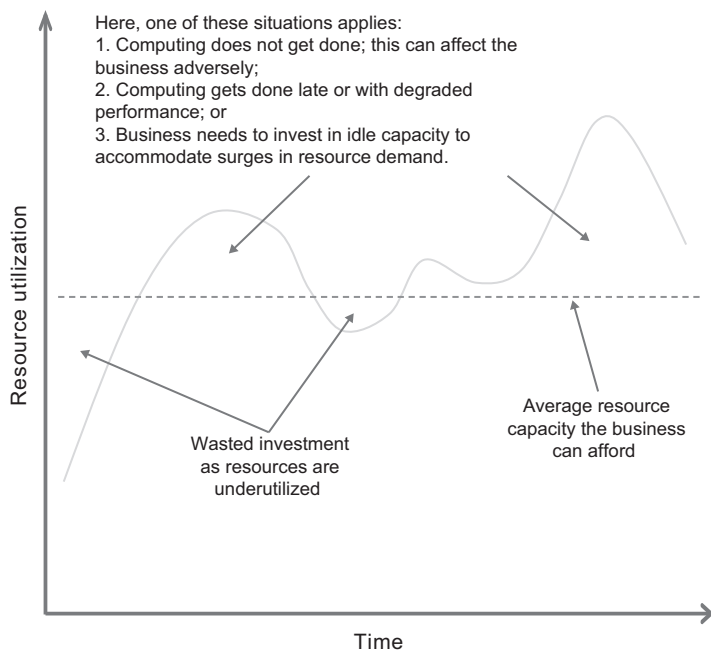 Here, one of these situations applies:
1. Computing does not get done; this can affect the
business adversely;
2. Computing gets done late or with degraded
performance; or
3. Business needs to invest in idle capacity to
accommodate surges in resource demand.
Resource utilization
Average resource
capacity the business
can afford
Wasted investment
as resources are
underutilized
Time